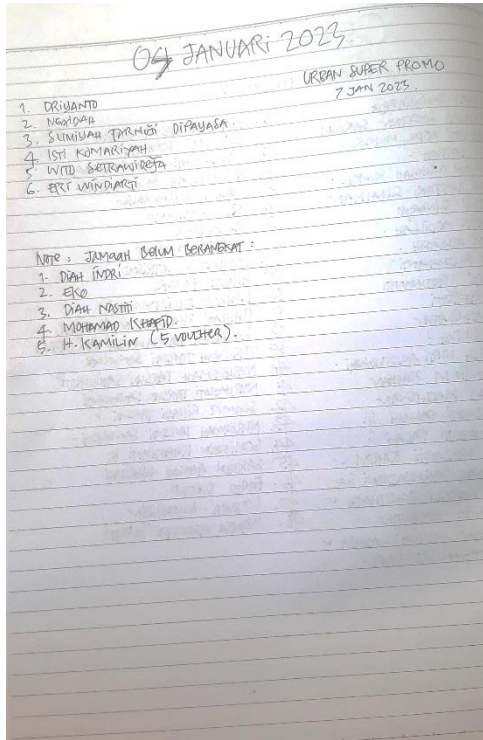 04 JANUARI 2023
URBAN SUPER PROMO
7 JAN 2023.
1. DRIYANTO
2. NGAIDAH
3. SUMIYAH TARMUJI DIPAYASA
4. ISTI KOMARIYAH
5 WITO SETRAWIREJA
6. ERI WINDIARTI
NOTE : JAMAAH BELUM BERANGKAT :
1. DIAH INDRI
2. EKO
3. DIAH NASTITI
4. MOHAMAD KHAFID.
5. H. KAMILIN (5 VOUCHER).